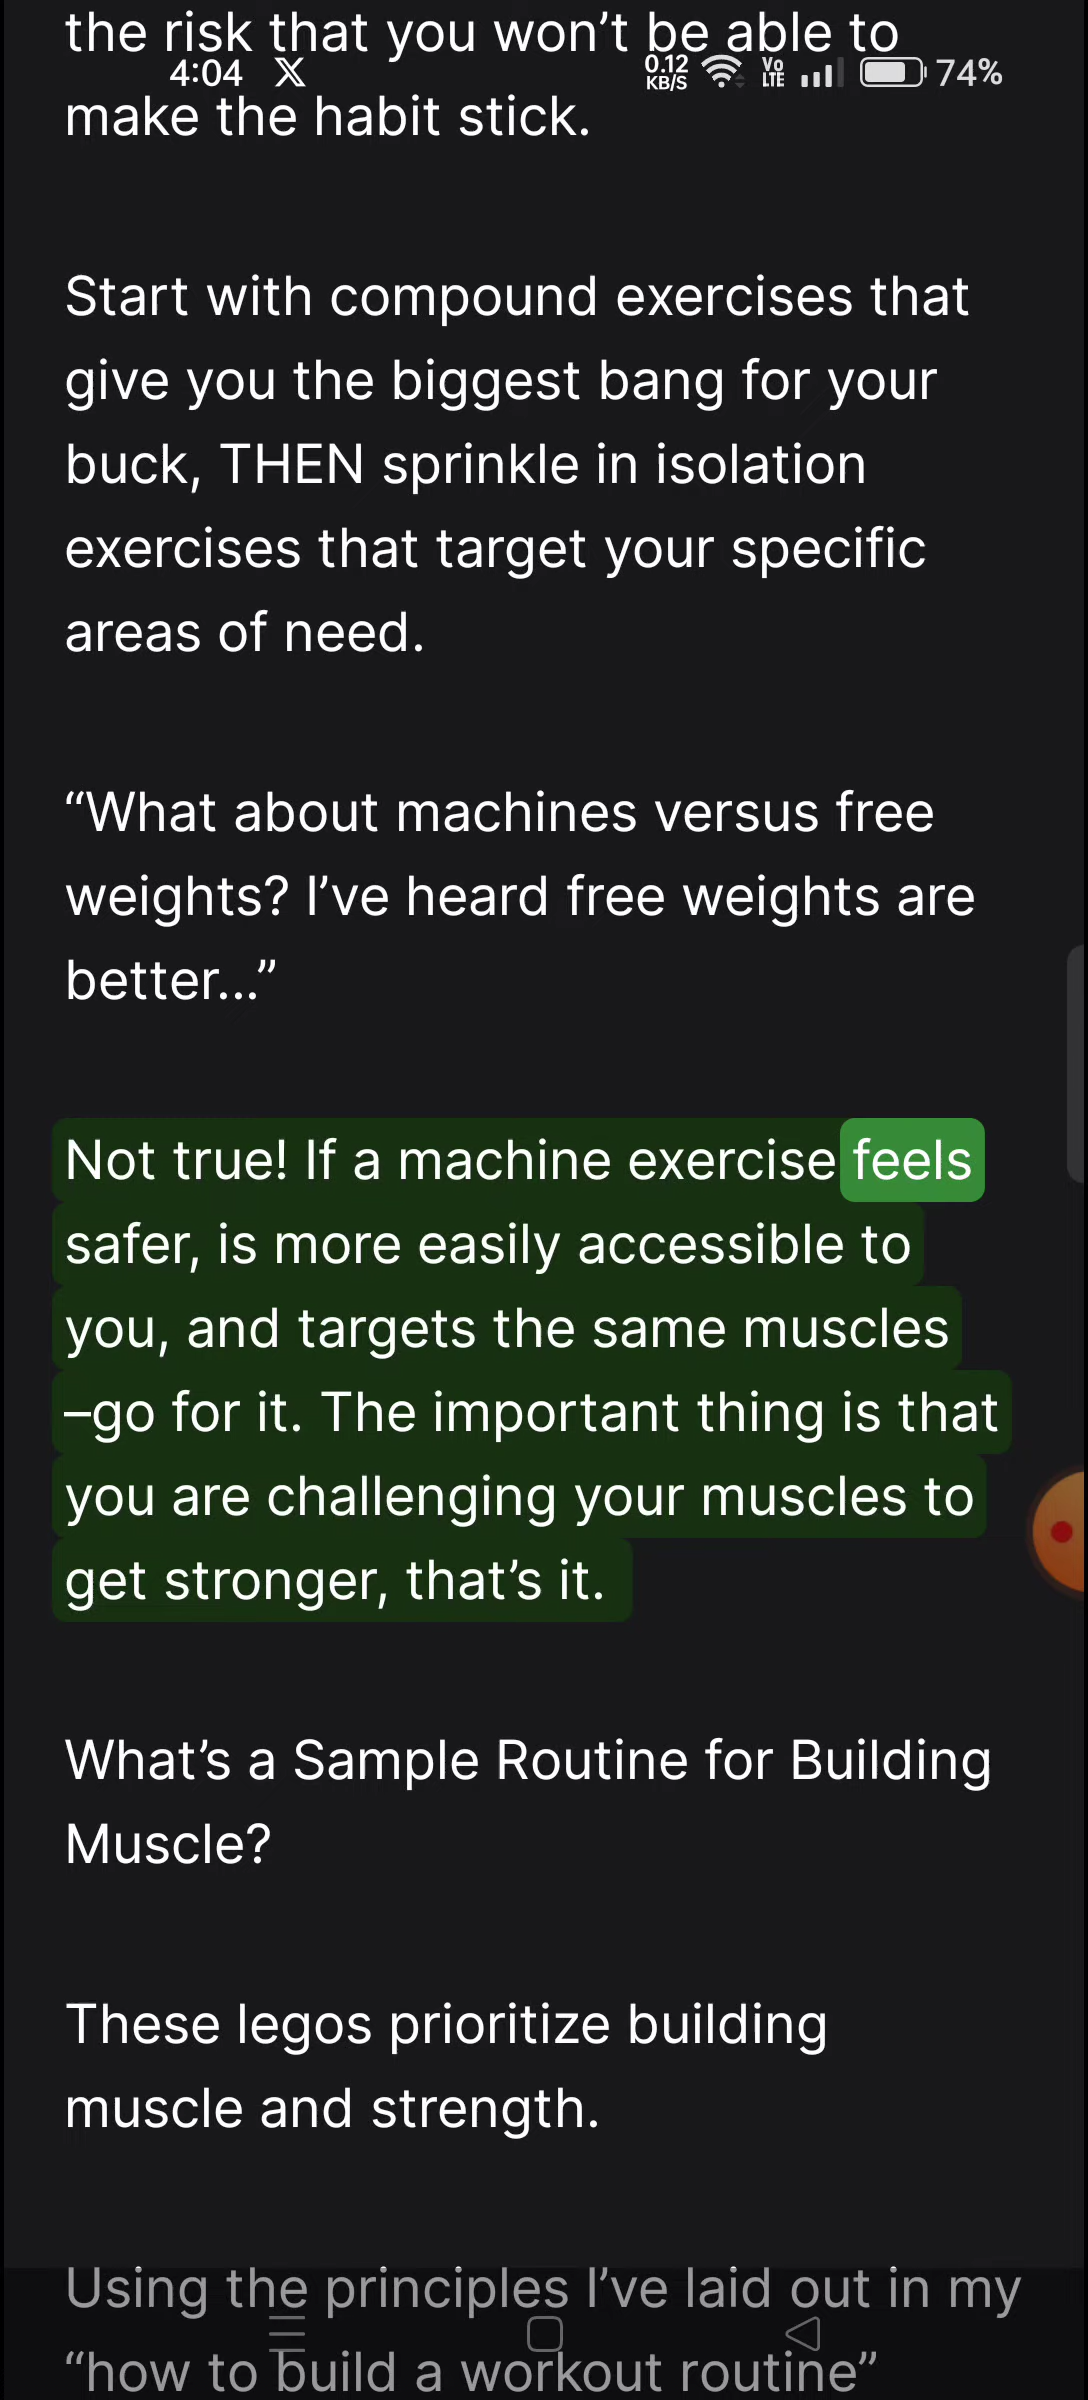 the risk that you won’t be able to
4:04 X 0.12 KB/S Vo LTE 74%
make the habit stick.
Start with compound exercises that
give you the biggest bang for your
buck, THEN sprinkle in isolation
exercises that target your specific
areas of need.
“What about machines versus free
weights? I’ve heard free weights are
better...”
Not true! If a machine exercise feels
safer, is more easily accessible to
you, and targets the same muscles
–go for it. The important thing is that
you are challenging your muscles to
get stronger, that’s it.
What’s a Sample Routine for Building
Muscle?
These legos prioritize building
muscle and strength.
Using the principles I’ve laid out in my
“how to build a workout routine”